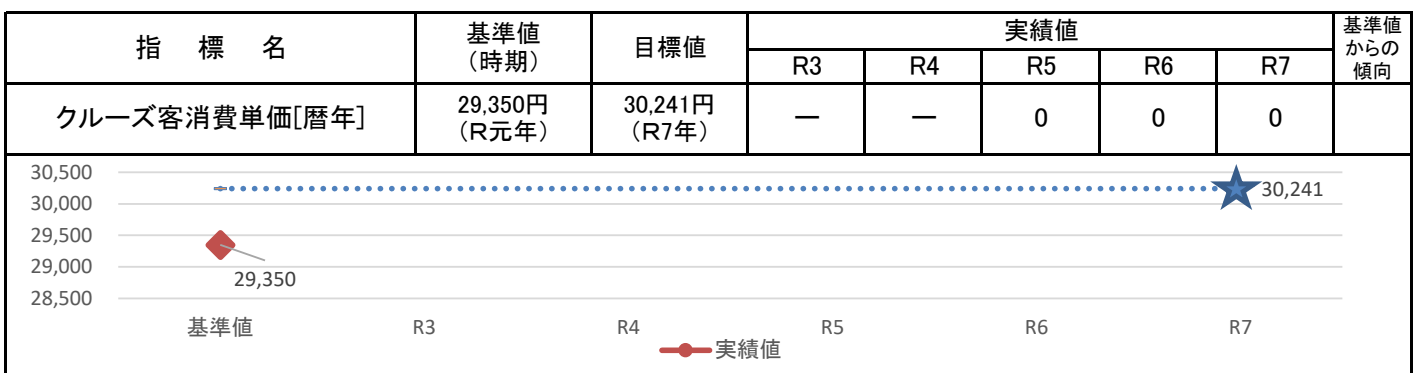 指 標 名 基準値 (時期) 目標値 実績値 基準値 からの 傾向
R3 R4 R5 R6 R7
クルーズ客消費単価[暦年] 29,350円 (R元年) 30,241円 (R7年) － － 0 0 0
30,500
30,000
29,500
29,000
28,500
30,241
29,350
基準値 R3 R4 R5 R6 R7
実績値